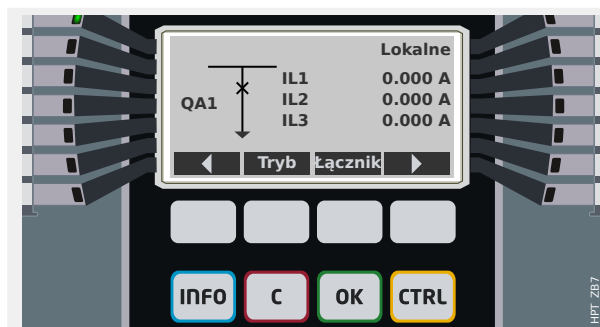 Lokalne
IL1 0.000 A
QA1
IL2 0.000 A
IL3 0.000 A
Tryb Łącznik
INFO C OK CTRL
HPT ZB7